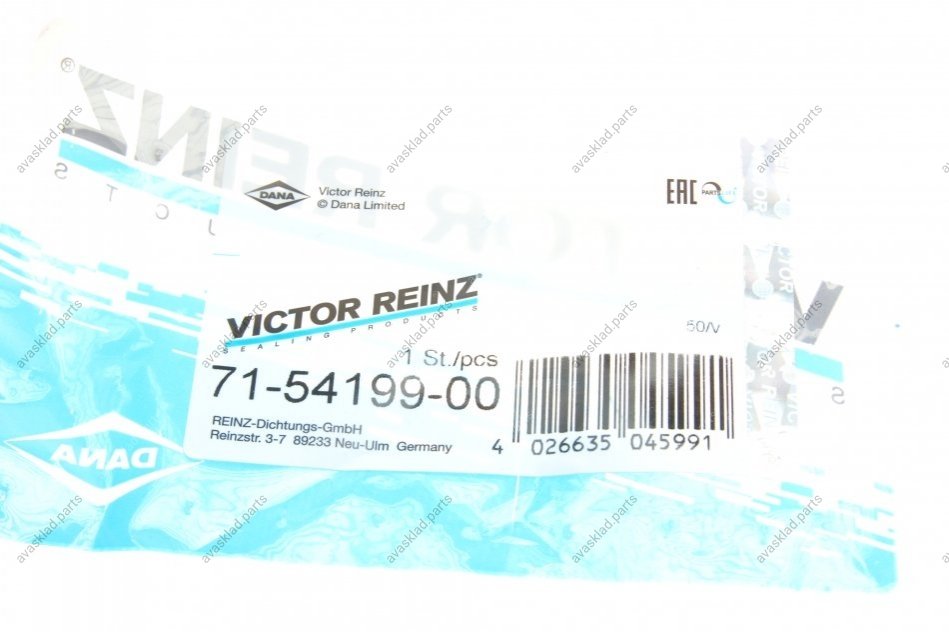 DANA
Victor Reinz
© Dana Limited
EAC
VICTOR REINZ®
SEALING PRODUCTS
50/V
1 St./pcs
71-54199-00
REINZ-Dichtungs-GmbH
Reinzstr. 3-7 89233 Neu-Ulm Germany
4 026635 045991
DANA
REINZ®
avasklad.parts